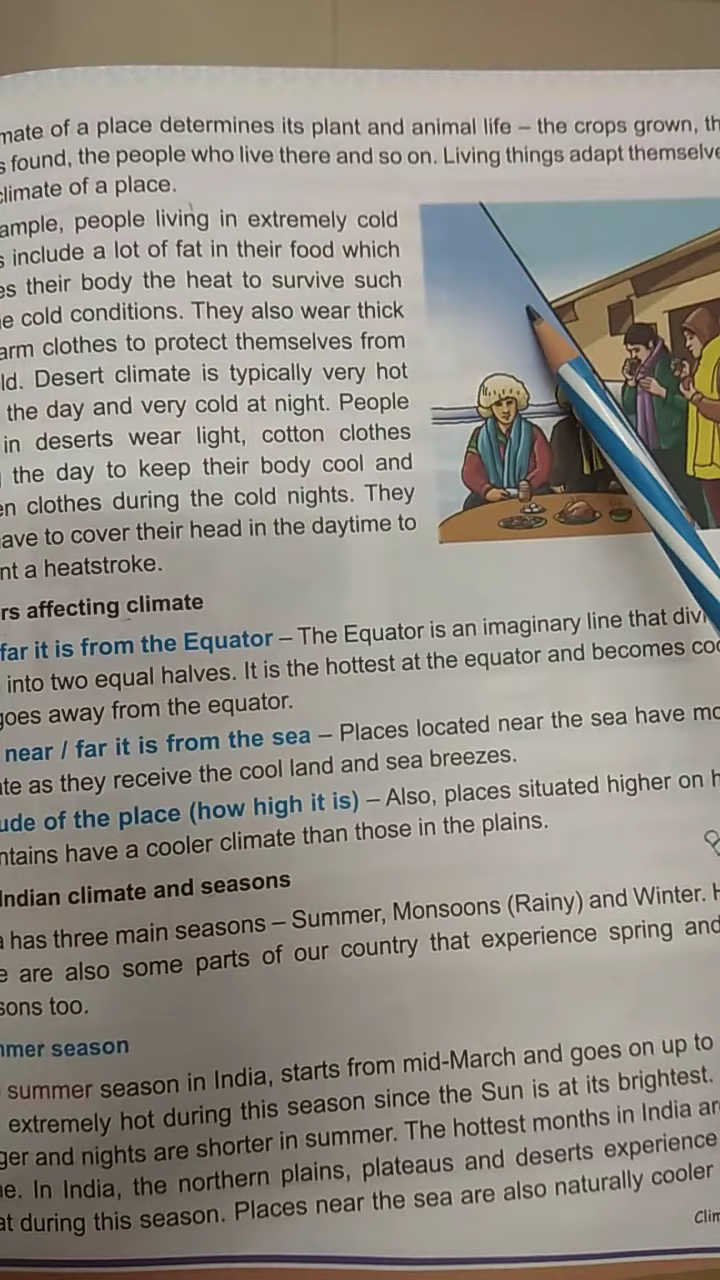 mate of a place determines its plant and animal life – the crops grown, th
s found, the people who live there and so on. Living things adapt themselve
climate of a place.
ample, people living in extremely cold
s include a lot of fat in their food which
es their body the heat to survive such
e cold conditions. They also wear thick
arm clothes to protect themselves from
ld. Desert climate is typically very hot
the day and very cold at night. People
in deserts wear light, cotton clothes
the day to keep their body cool and
en clothes during the cold nights. They
ave to cover their head in the daytime to
nt a heatstroke.
rs affecting climate
far it is from the Equator – The Equator is an imaginary line that divi
into two equal halves. It is the hottest at the equator and becomes coo
goes away from the equator.
near / far it is from the sea – Places located near the sea have mo
ate as they receive the cool land and sea breezes.
ude of the place (how high it is) – Also, places situated higher on h
ntains have a cooler climate than those in the plains.
Indian climate and seasons
a has three main seasons – Summer, Monsoons (Rainy) and Winter. H
e are also some parts of our country that experience spring and
sons too.
mmer season
summer season in India, starts from mid-March and goes on up to
extremely hot during this season since the Sun is at its brightest.
ger and nights are shorter in summer. The hottest months in India ar
ne. In India, the northern plains, plateaus and deserts experience
at during this season. Places near the sea are also naturally cooler
Clim